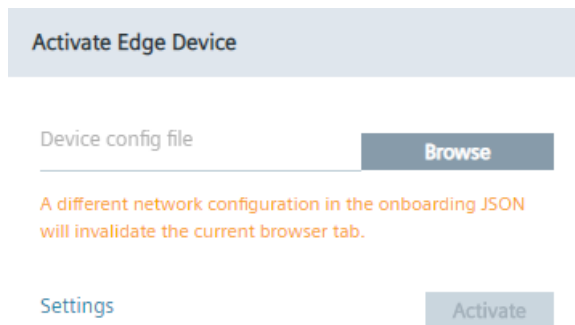 Activate Edge Device
Device config file
Browse
A different network configuration in the onboarding JSON
will invalidate the current browser tab.
Settings
Activate